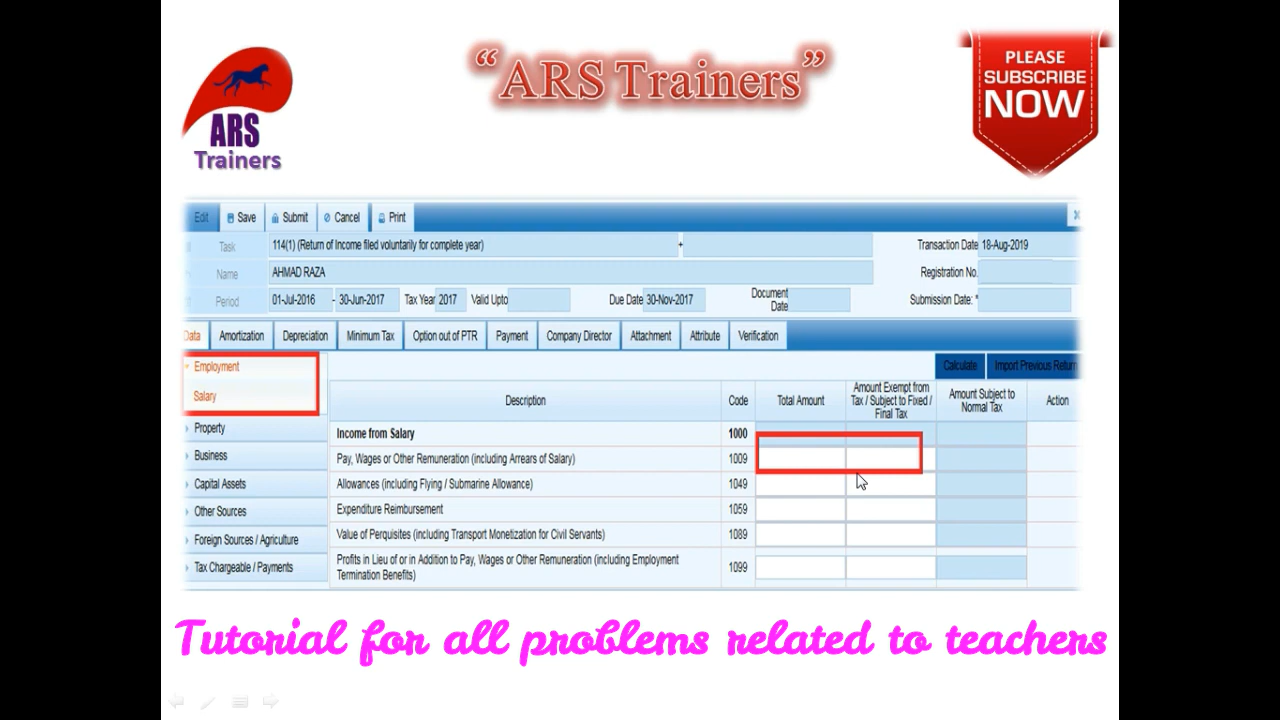 ARS
Trainers
“ARS Trainers”
PLEASE
SUBSCRIBE
NOW
Edit Save Submit Cancel Print
Task 114(1) (Return of Income filed voluntarily for complete year) + Transaction Date 18-Aug-2019
Name AHMAD RAZA Registration No.
Period 01-Jul-2016 - 30-Jun-2017 Tax Year 2017 Valid Upto Due Date 30-Nov-2017 Document Date Submission Date: *
Data Amortization Depreciation Minimum Tax Option out of PTR Payment Company Director Attachment Attribute Verification
Employment
Salary
Property
Business
Capital Assets
Other Sources
Foreign Sources / Agriculture
Tax Chargeable / Payments
Calculate Import Previous Return
Description Code Total Amount Amount Exempt from Tax / Subject to Fixed / Final Tax Amount Subject to Normal Tax Action
Income from Salary 1000
Pay, Wages or Other Remuneration (including Arrears of Salary) 1009
Allowances (including Flying / Submarine Allowance) 1049
Expenditure Reimbursement 1059
Value of Perquisites (including Transport Monetization for Civil Servants) 1089
Profits in Lieu of or in Addition to Pay, Wages or Other Remuneration (including Employment
Termination Benefits) 1099
Tutorial for all problems related to teachers